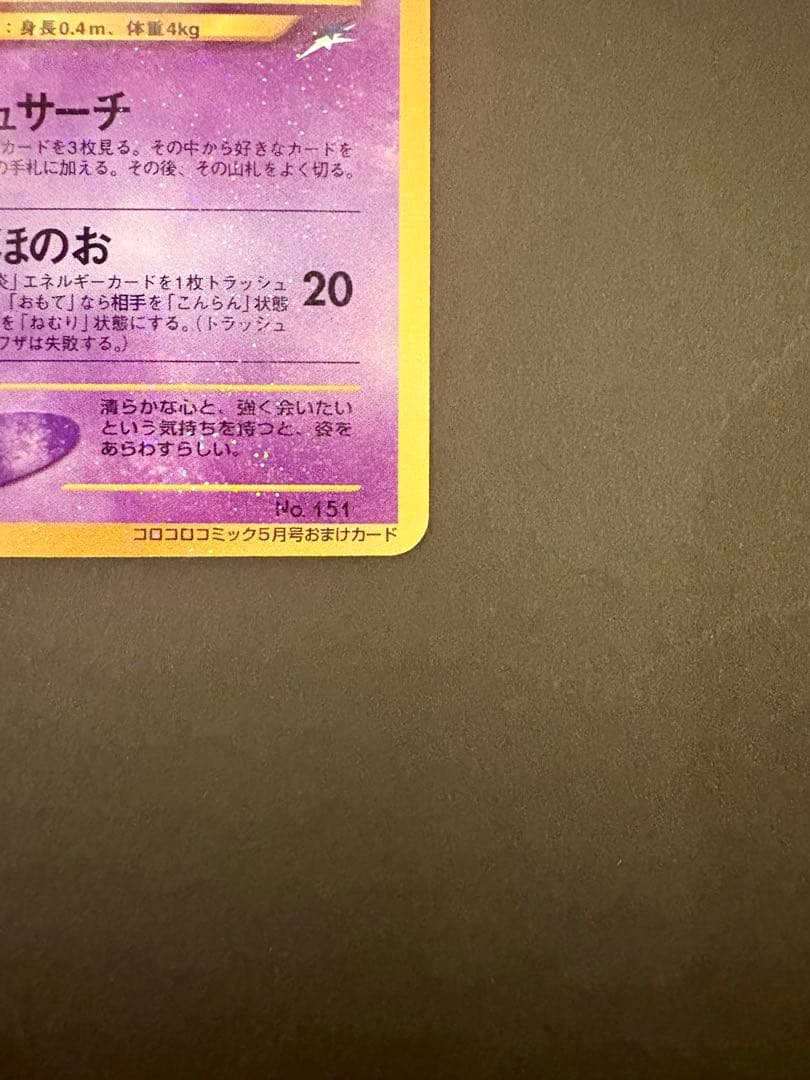 ：身長0.4m、体重4kg
ュサーチ
カードを3枚見る。その中から好きなカードを
の手札に加える。その後、その山札をよく切る。
ほのお
炎」エネルギーカードを1枚トラッシュ
「おもて」なら相手を「こんらん」状態
を「ねむり」状態にする。（トラッシュ
ワザは失敗する。）
20
清らかな心と、強く会いたい
という気持ちを持つと、姿を
あらわすらしい。
No. 151
コロコロコミック5月号おまけカード